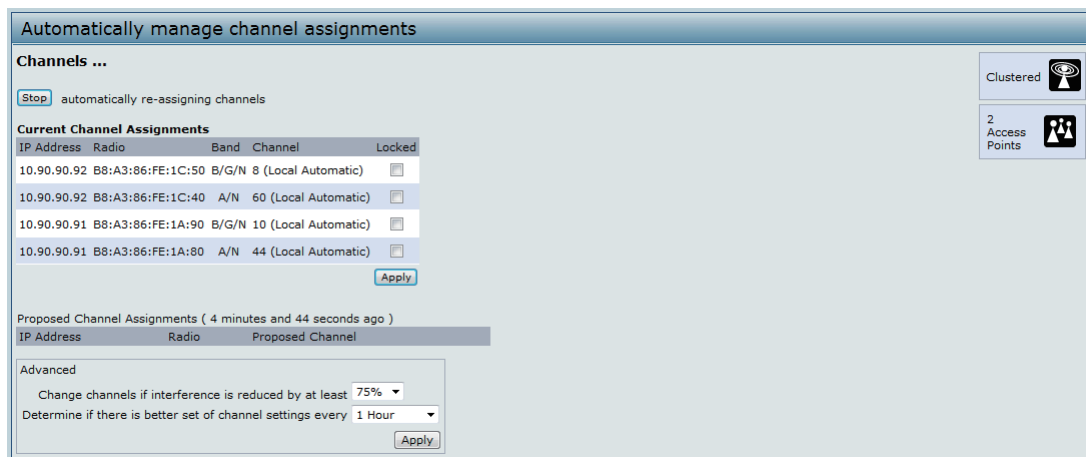 Automatically manage channel assignments
Channels ...
Clustered
Stop automatically re-assigning channels
2
Access
Points
Current Channel Assignments
IP Address Radio Band Channel Locked
10.90.90.92 B8:A3:86:FE:1C:50 B/G/N 8 (Local Automatic)
10.90.90.92 B8:A3:86:FE:1C:40 A/N 60 (Local Automatic)
10.90.90.91 B8:A3:86:FE:1A:90 B/G/N 10 (Local Automatic)
10.90.90.91 B8:A3:86:FE:1A:80 A/N 44 (Local Automatic)
Apply
Proposed Channel Assignments ( 4 minutes and 44 seconds ago )
IP Address Radio Proposed Channel
Advanced
Change channels if interference is reduced by at least 75%
Determine if there is better set of channel settings every 1 Hour
Apply